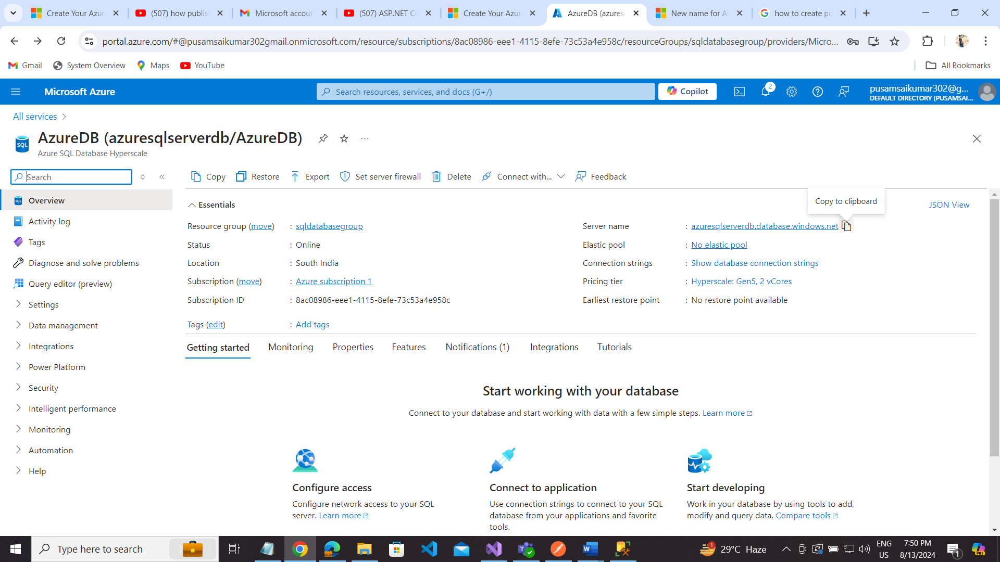 Create Your Azur
(507) how publis
Microsoft accoun
(507) ASP.NET Co
Create Your Azur
AzureDB (azures
New name for A
how to create pu
portal.azure.com/#@pusamsaikumar302gmail.onmicrosoft.com/resource/subscriptions/8ac08986-eee1-4115-8efe-73c53a4e958c/resourceGroups/sqldatabasegroup/providers/Micro...
Gmail
System Overview
Maps
YouTube
All Bookmarks
Microsoft Azure
Search resources, services, and docs (G+/)
Copilot
2
pusamsaikumar302@g...
DEFAULT DIRECTORY (PUSAMSAI...
All services
SQL
AzureDB (azuresqlserverdb/AzureDB)
Azure SQL Database Hyperscale
Search
Copy
Restore
Export
Set server firewall
Delete
Connect with...
Feedback
Overview
Activity log
Tags
Diagnose and solve problems
Query editor (preview)
Settings
Data management
Integrations
Power Platform
Security
Intelligent performance
Monitoring
Automation
Help
Essentials
Copy to clipboard
JSON View
Resource group (move) : sqldatabasegroup
Status : Online
Location : South India
Subscription (move) : Azure subscription 1
Subscription ID : 8ac08986-eee1-4115-8efe-73c53a4e958c
Tags (edit) : Add tags
Server name : azuresqlserverdb.database.windows.net
Elastic pool : No elastic pool
Connection strings : Show database connection strings
Pricing tier : Hyperscale: Gen5, 2 vCores
Earliest restore point : No restore point available
Getting started
Monitoring
Properties
Features
Notifications (1)
Integrations
Tutorials
Start working with your database
Connect to your database and start working with data with a few simple steps. Learn more
Configure access
Configure network access to your SQL
server. Learn more
Connect to application
Use connection strings to connect to your SQL
database from your applications and favorite
tools.
Start developing
Work in your database by using tools to add,
modify and query data. Compare tools
Type here to search
1
29°C Haze
ENG
US
7:50 PM
8/13/2024
1
PRE